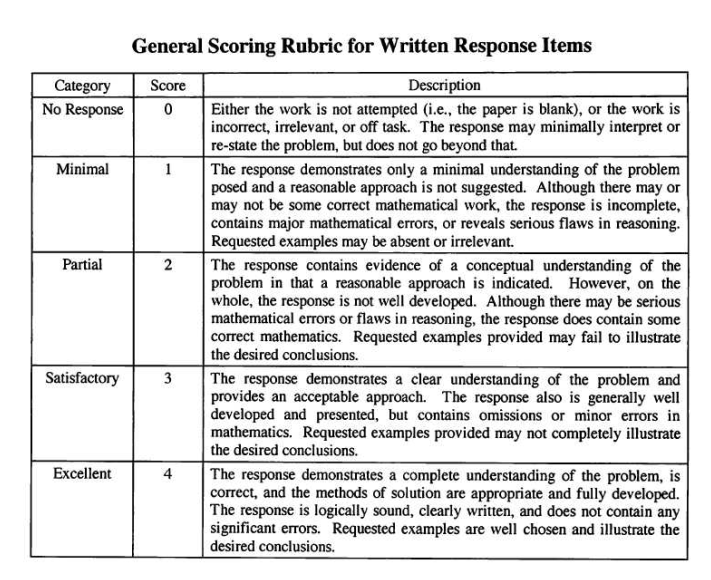 General Scoring Rubric for Written Response Items
Category Score Description
No Response 0 Either the work is not attempted (i.e., the paper is blank), or the work is
incorrect, irrelevant, or off task. The response may minimally interpret or
re-state the problem, but does not go beyond that.
Minimal 1 The response demonstrates only a minimal understanding of the problem
posed and a reasonable approach is not suggested. Although there may or
may not be some correct mathematical work, the response is incomplete,
contains major mathematical errors, or reveals serious flaws in reasoning.
Requested examples may be absent or irrelevant.
Partial 2 The response contains evidence of a conceptual understanding of the
problem in that a reasonable approach is indicated. However, on the
whole, the response is not well developed. Although there may be serious
mathematical errors or flaws in reasoning, the response does contain some
correct mathematics. Requested examples provided may fail to illustrate
the desired conclusions.
Satisfactory 3 The response demonstrates a clear understanding of the problem and
provides an acceptable approach. The response also is generally well
developed and presented, but contains omissions or minor errors in
mathematics. Requested examples provided may not completely illustrate
the desired conclusions.
Excellent 4 The response demonstrates a complete understanding of the problem, is
correct, and the methods of solution are appropriate and fully developed.
The response is logically sound, clearly written, and does not contain any
significant errors. Requested examples are well chosen and illustrate the
desired conclusions.